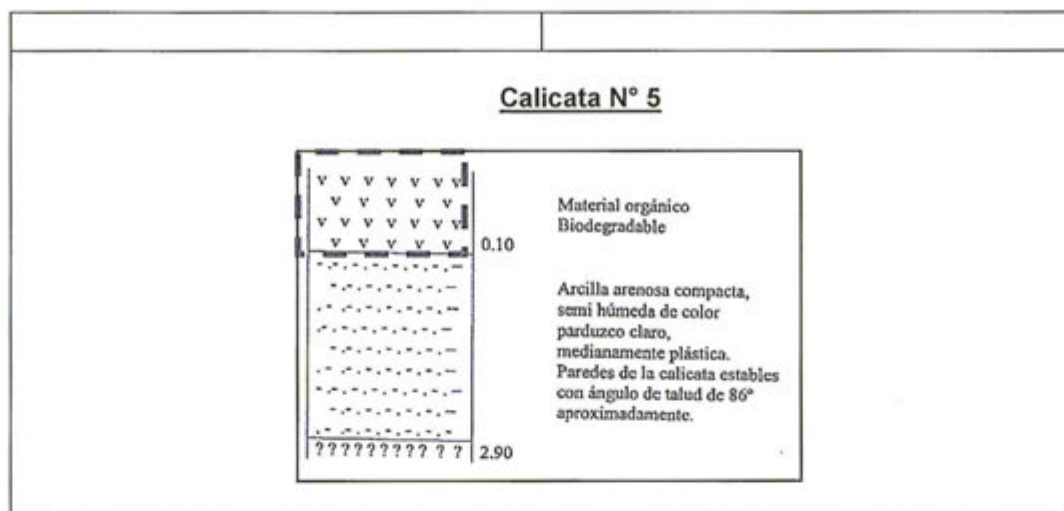 Calicata N° 5
v v v v v v v
v v v v v
v v v v v v v
v v v v v
0.10
Material orgánico
Biodegradable
Arcilla arenosa compacta,
semi húmeda de color
parduzco claro,
medianamente plástica.
Paredes de la calicata estables
con ángulo de talud de 86º
aproximadamente.
? ? ? ? ? ? ? ? ? ? ?
2.90